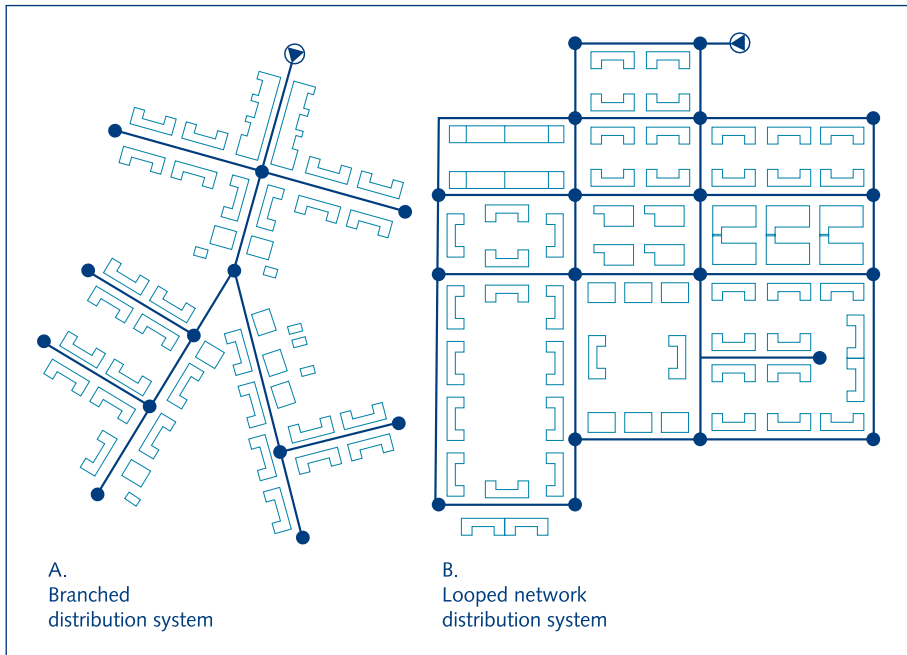 A.
Branched
distribution system
B.
Looped network
distribution system